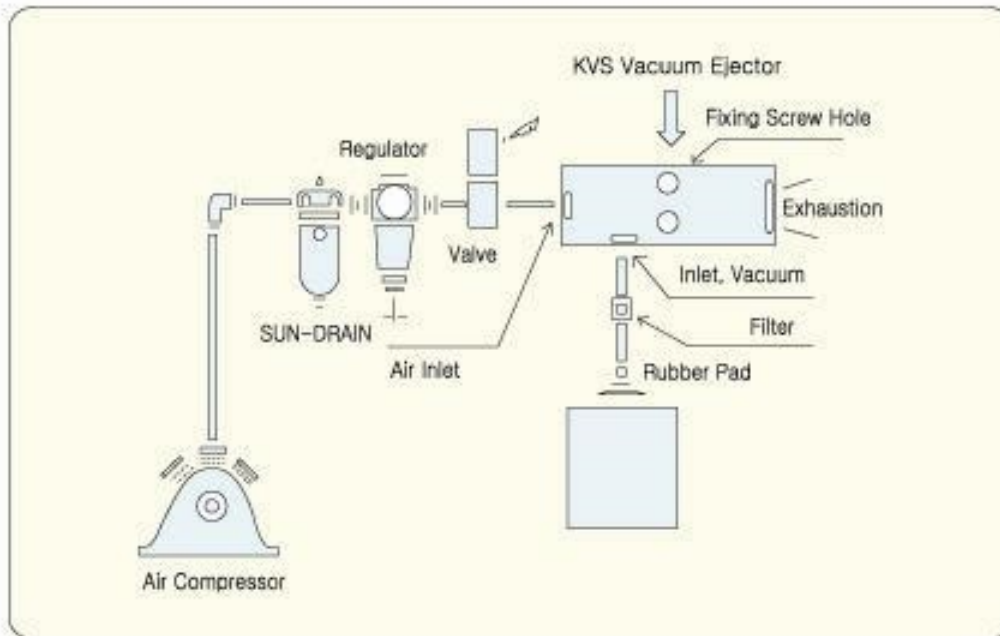 KVS Vacuum Ejector
Fixing Screw Hole
Regulator
Exhaustion
Valve
Inlet, Vacuum
SUN-DRAIN
Filter
Air Inlet
Rubber Pad
Air Compressor